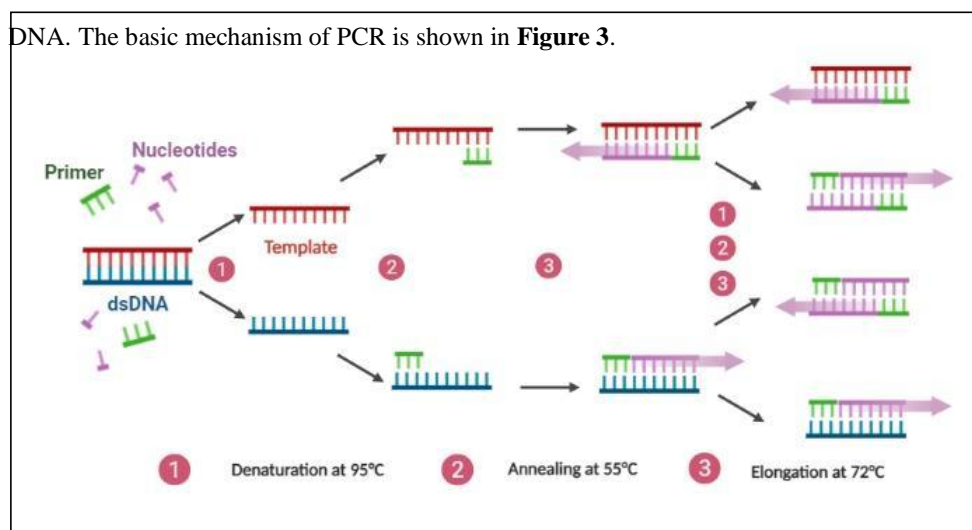 DNA. The basic mechanism of PCR is shown in Figure 3.
Nucleotides
Primer
1
Template
2
3
1
2
3
dsDNA
1 Denaturation at 95°C 2 Annealing at 55°C 3 Elongation at 72°C